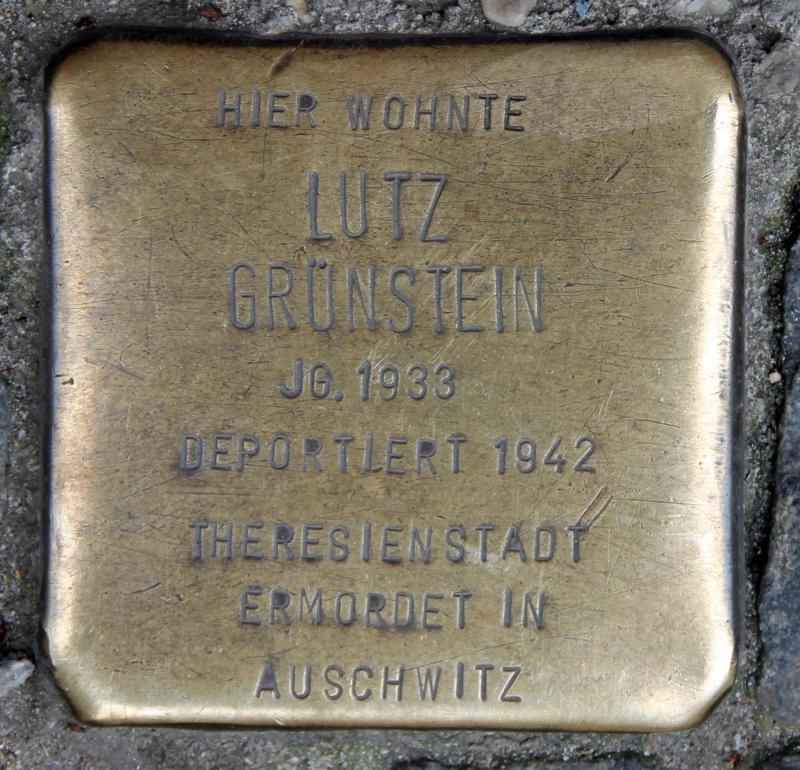 HIER WOHNTE
LUTZ
GRÜNSTEIN
JG. 1933
DEPORTIERT 1942
THERESIENSTADT
ERMORDET IN
AUSCHWITZ